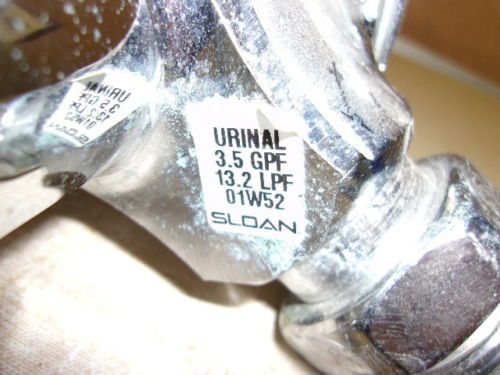 URINAL
3.5 GPF
13.2 LPF
01W52
SLOAN